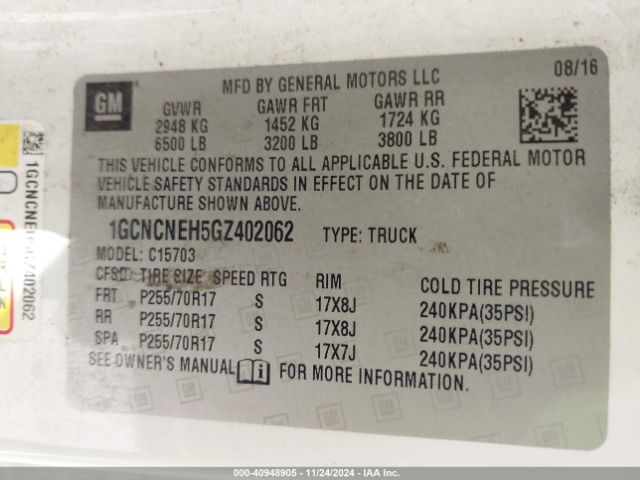 GM
MFD BY GENERAL MOTORS LLC
08/16
GVWR GAWR FRT GAWR RR
2948 KG 1452 KG 1724 KG
6500 LB 3200 LB 3800 LB
THIS VEHICLE CONFORMS TO ALL APPLICABLE U.S. FEDERAL MOTOR
VEHICLE SAFETY STANDARDS IN EFFECT ON THE DATE OF
MANUFACTURE SHOWN ABOVE.
1GCNCNEH5GZ402062 TYPE: TRUCK
MODEL: C15703
CFSD TIRE SIZE SPEED RTG RIM COLD TIRE PRESSURE
FRT P255/70R17 S 17X8J 240KPA(35PSI)
RR P255/70R17 S 17X8J 240KPA(35PSI)
SPA P255/70R17 S 17X7J 240KPA(35PSI)
SEE OWNER'S MANUAL FOR MORE INFORMATION.
1GCNCNEH5GZ402062
000-40948905 - 11/24/2024 - IAA Inc.